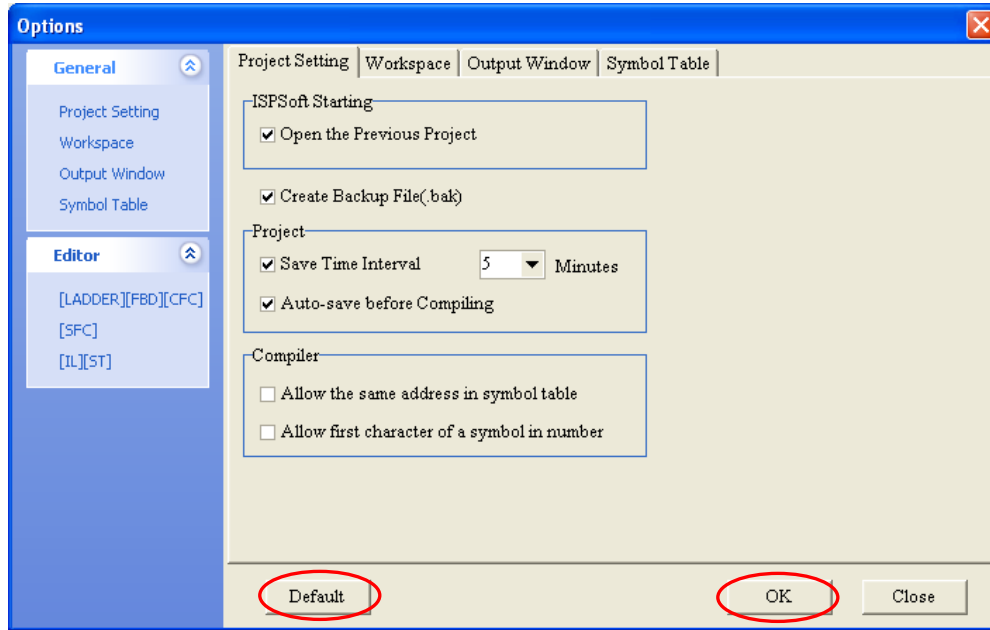 Options
General
Project Setting
Workspace
Output Window
Symbol Table
Editor
[LADDER][FBD][CFC]
[SFC]
[IL][ST]
Project Setting Workspace Output Window Symbol Table
ISPSoft Starting
Open the Previous Project
Create Backup File(.bak)
Project
Save Time Interval 5 Minutes
Auto-save before Compiling
Compiler
Allow the same address in symbol table
Allow first character of a symbol in number
Default OK Close